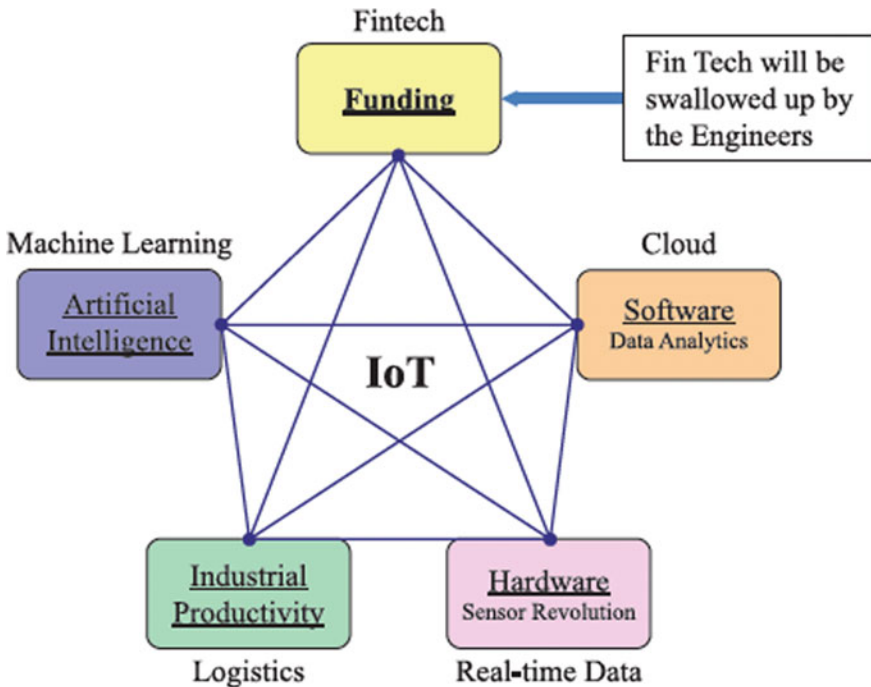 Fintech
Funding
Fin Tech will be
swallowed up by
the Engineers
Machine Learning
Artificial
Intelligence
Cloud
Software
Data Analytics
IoT
Industrial
Productivity
Logistics
Hardware
Sensor Revolution
Real-time Data